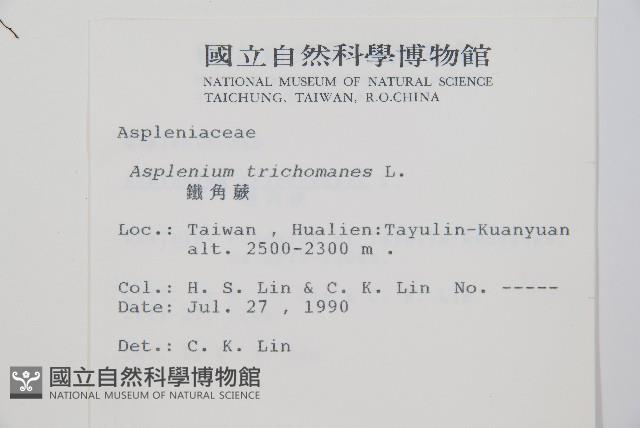 國立自然科學博物館
NATIONAL MUSEUM OF NATURAL SCIENCE
TAICHUNG, TAIWAN, R.O.CHINA
Aspleniaceae
Asplenium trichomanes L.
鐵角蕨
Loc.: Taiwan , Hualien:Tayulin-Kuanyuan
alt. 2500-2300 m .
Col.: H. S. Lin & C. K. Lin No. -----
Date: Jul. 27 , 1990
Det.: C. K. Lin
國立自然科學博物館
NATIONAL MUSEUM OF NATURAL SCIENCE